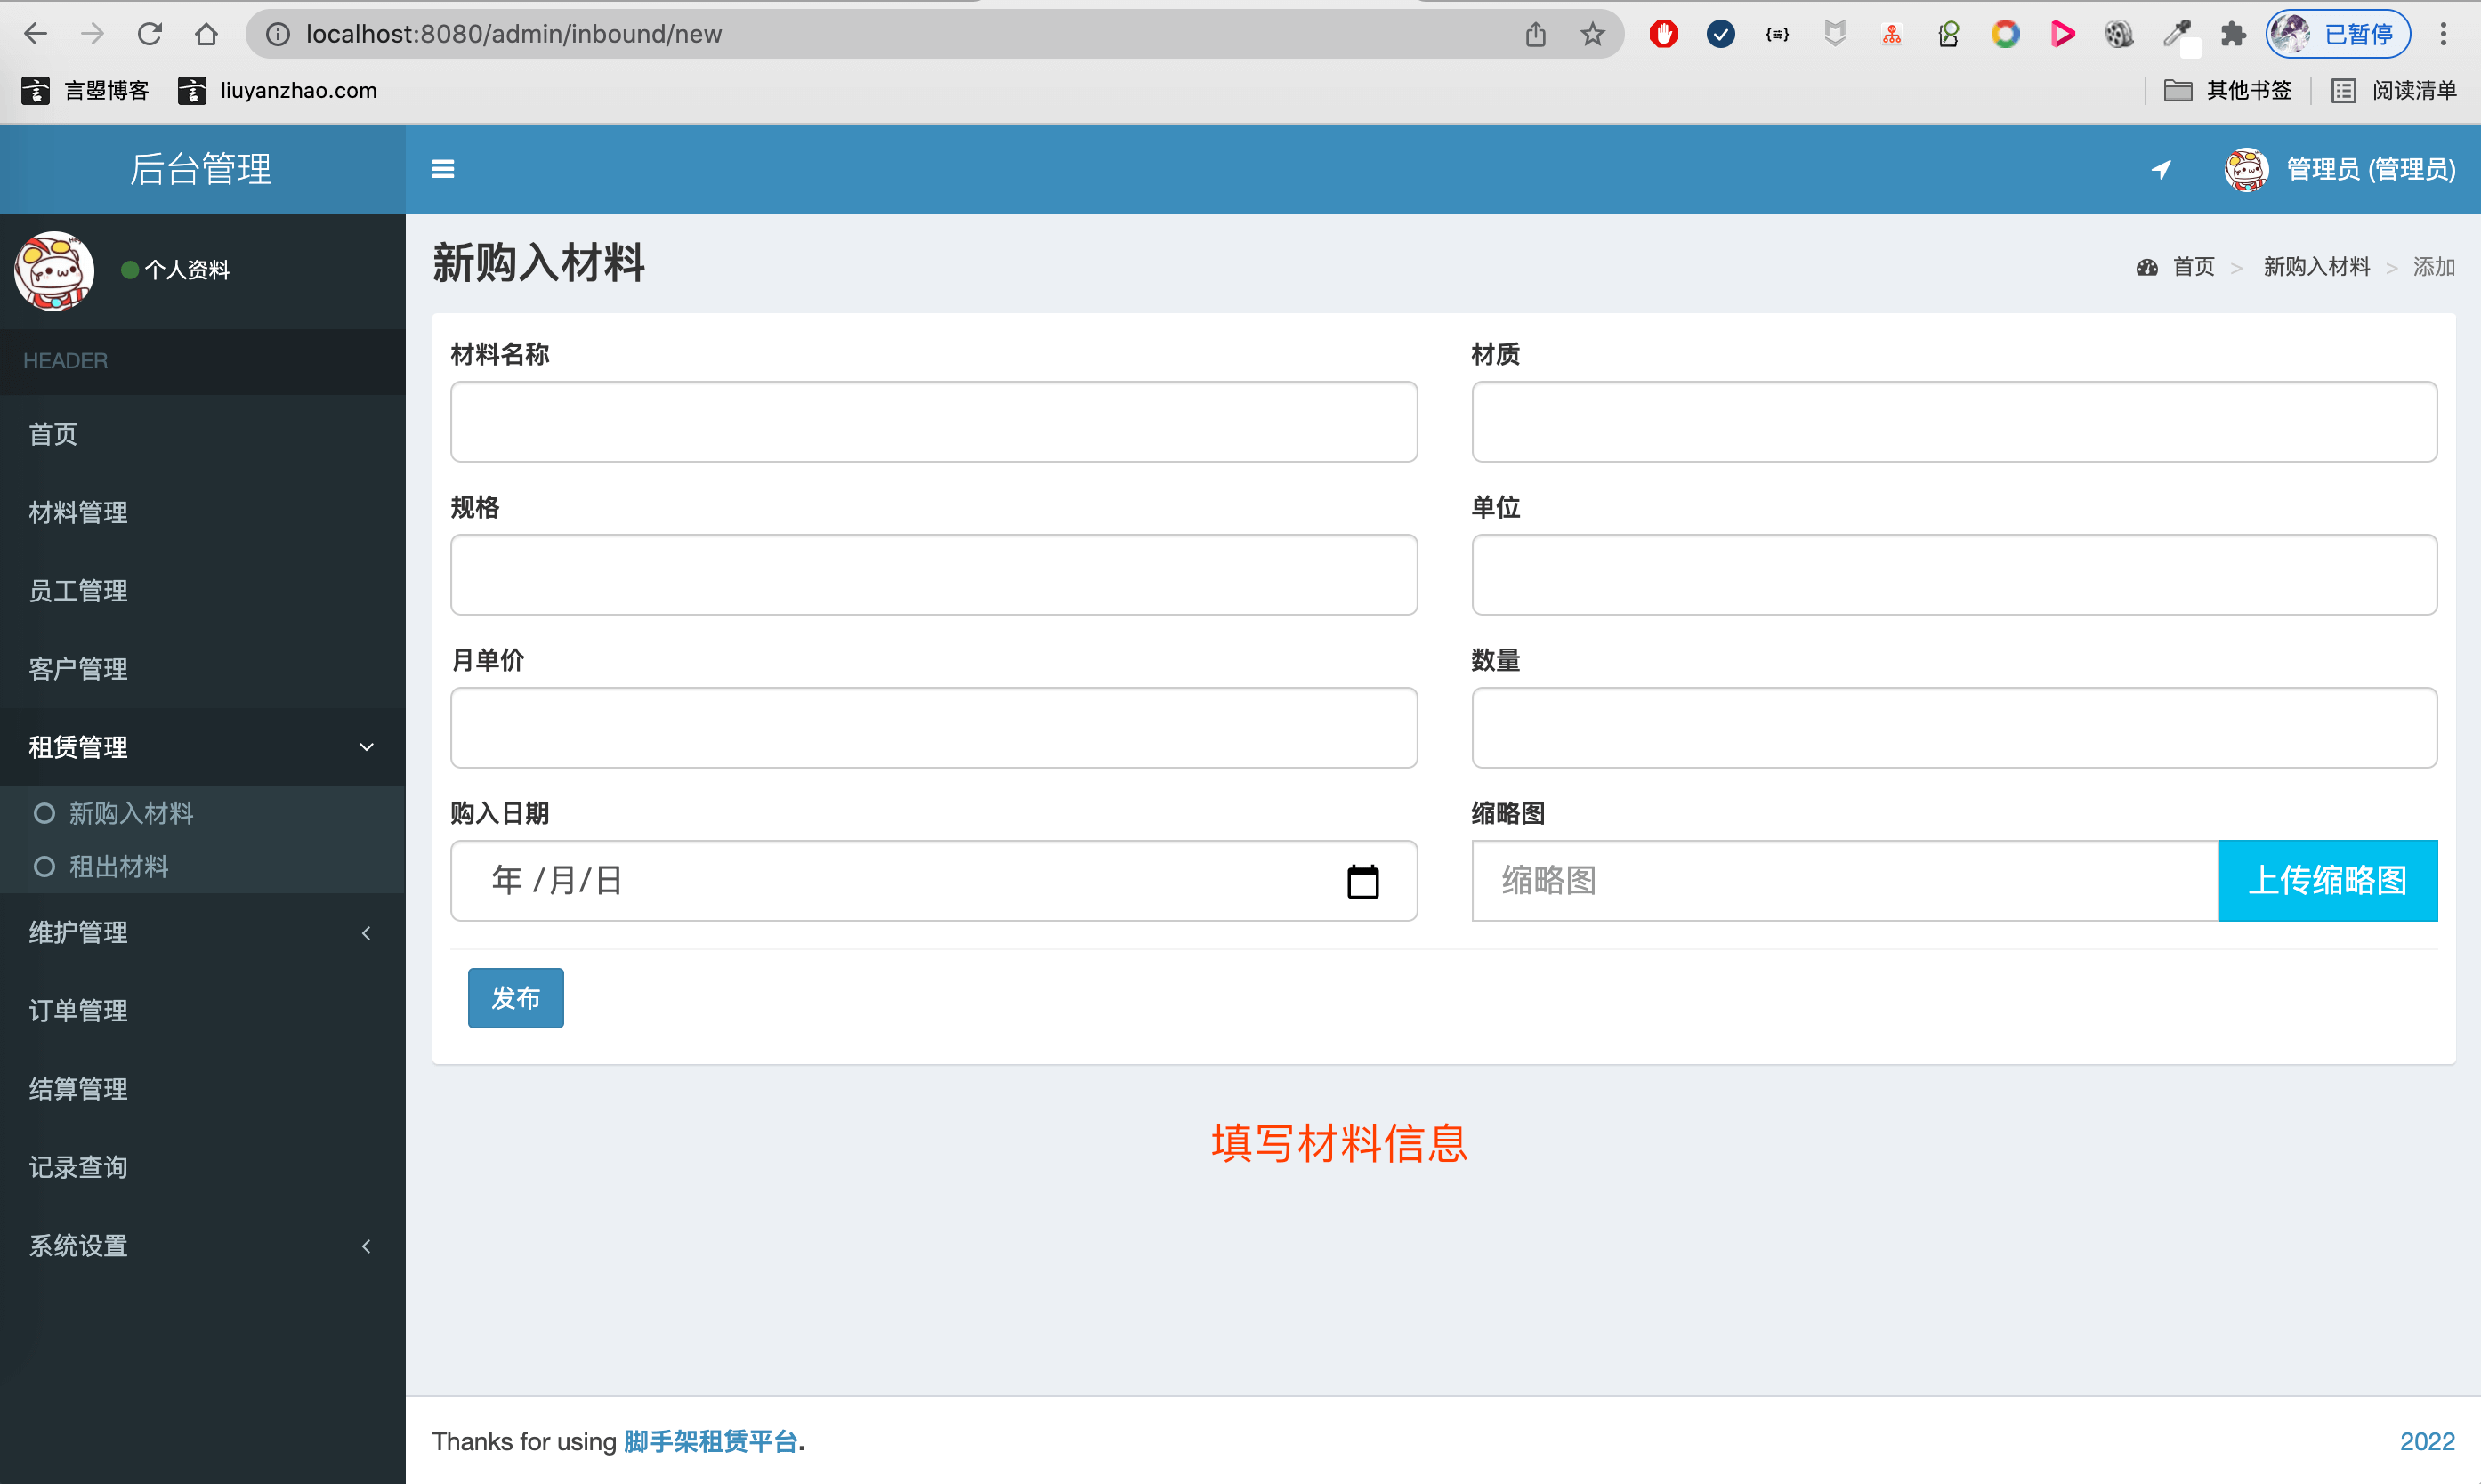 localhost:8080/admin/inbound/new
已暂停
言曌博客
liuyanzhao.com
其他书签
阅读清单
后台管理
管理员 (管理员)
个人资料
新购入材料
首页 > 新购入材料 > 添加
HEADER
首页
材料管理
员工管理
客户管理
租赁管理
新购入材料
租出材料
维护管理
订单管理
结算管理
记录查询
系统设置
材料名称
材质
规格
单位
月单价
数量
购入日期
缩略图
年 /月/日
缩略图
上传缩略图
发布
填写材料信息
Thanks for using 脚手架租赁平台.
2022